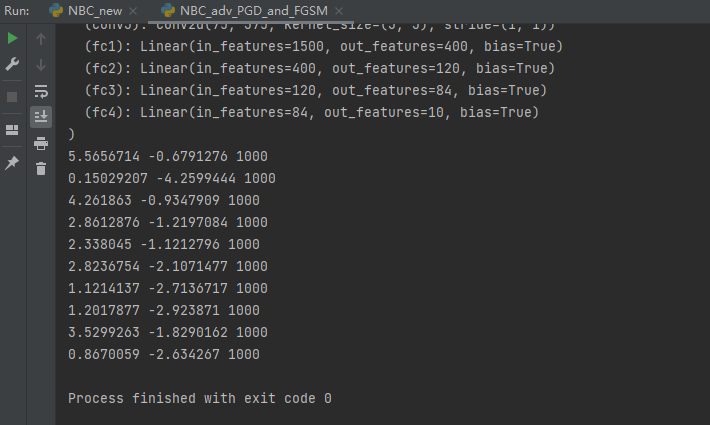 Run: NBC_new × NBC_adv_PGD_and_FGSM ×
(conv3): Conv2d(75, 375, kernel_size=(3, 3), stride=(1, 1))
(fc1): Linear(in_features=1500, out_features=400, bias=True)
(fc2): Linear(in_features=400, out_features=120, bias=True)
(fc3): Linear(in_features=120, out_features=84, bias=True)
(fc4): Linear(in_features=84, out_features=10, bias=True)
)
5.5656714 -0.6791276 1000
0.15029207 -4.2599444 1000
4.261863 -0.9347909 1000
2.8612876 -1.2197084 1000
2.338045 -1.1212796 1000
2.8236754 -2.1071477 1000
1.1214137 -2.7136717 1000
1.2017877 -2.923871 1000
3.5299263 -1.8290162 1000
0.8670059 -2.634267 1000
Process finished with exit code 0